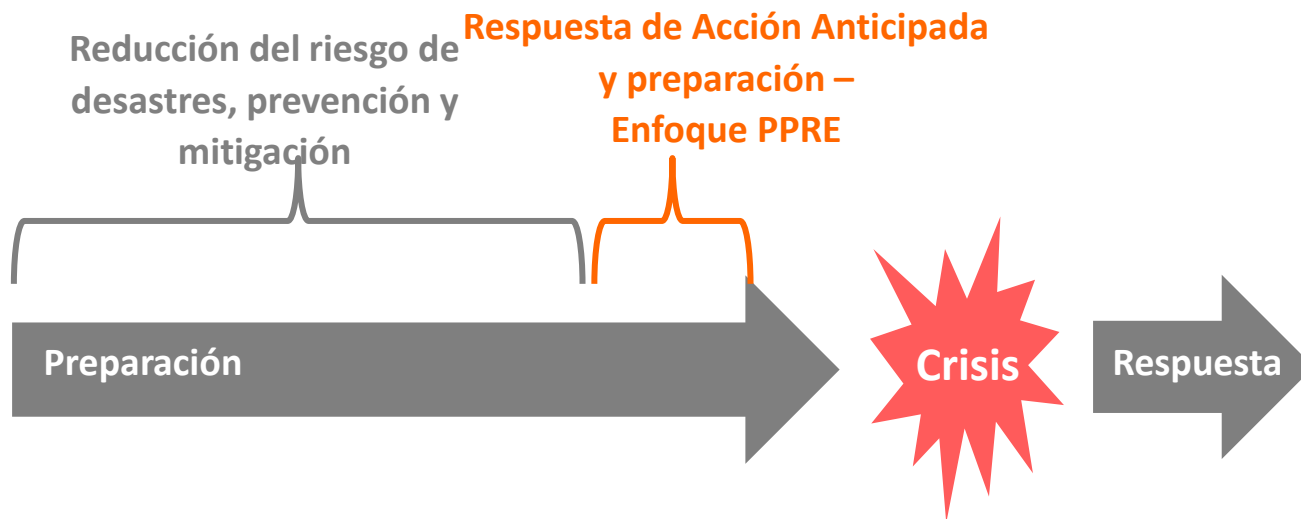 Reducción del riesgo de
desastres, prevención y
mitigación
Respuesta de Acción Anticipada
y preparación –
Enfoque PPRE
Preparación
Crisis
Respuesta